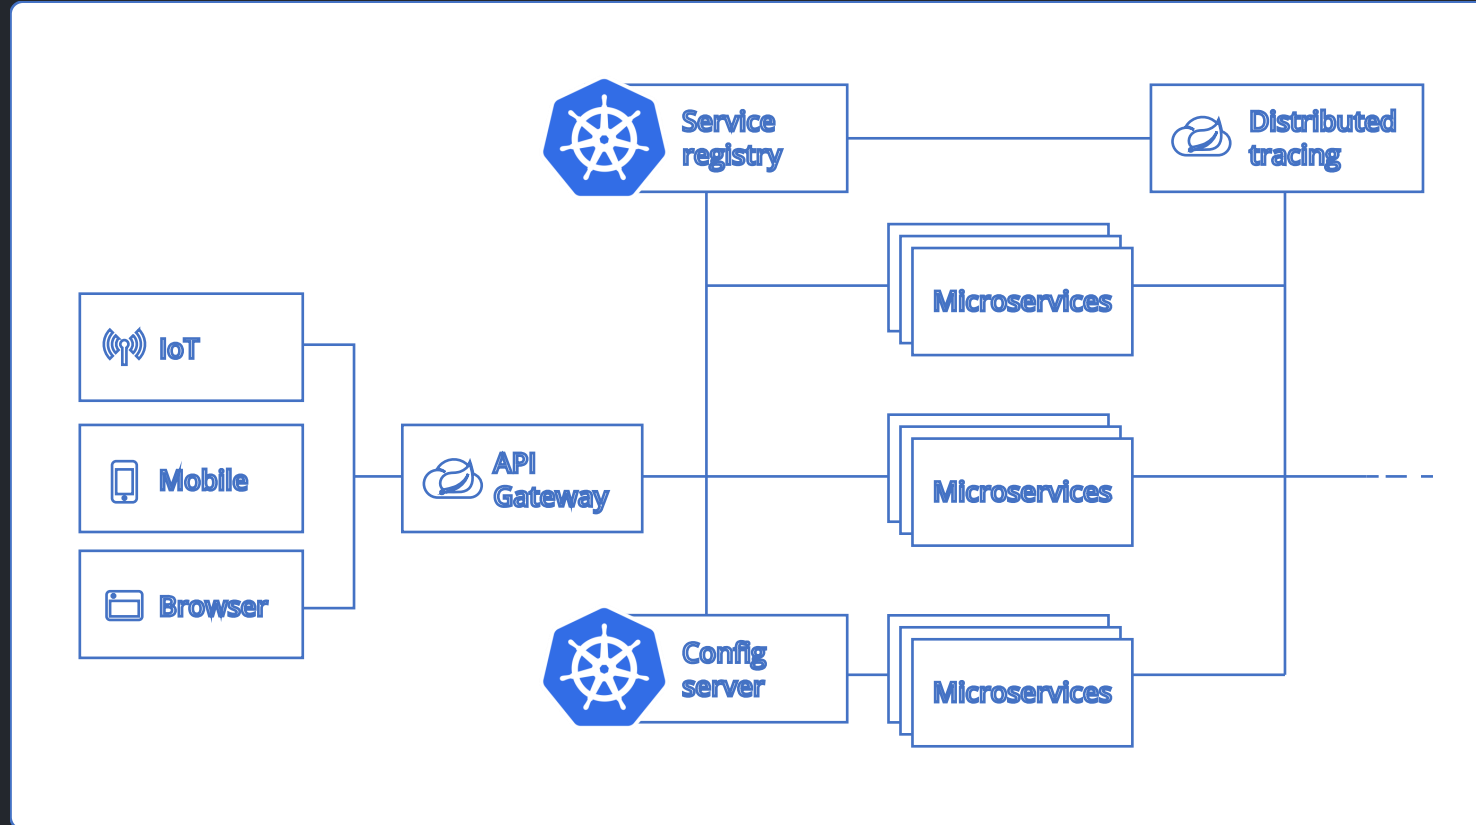 Service
registry
Distributed
tracing
Microservices
IoT
Mobile
API
Gateway
Microservices
Browser
Config
server
Microservices